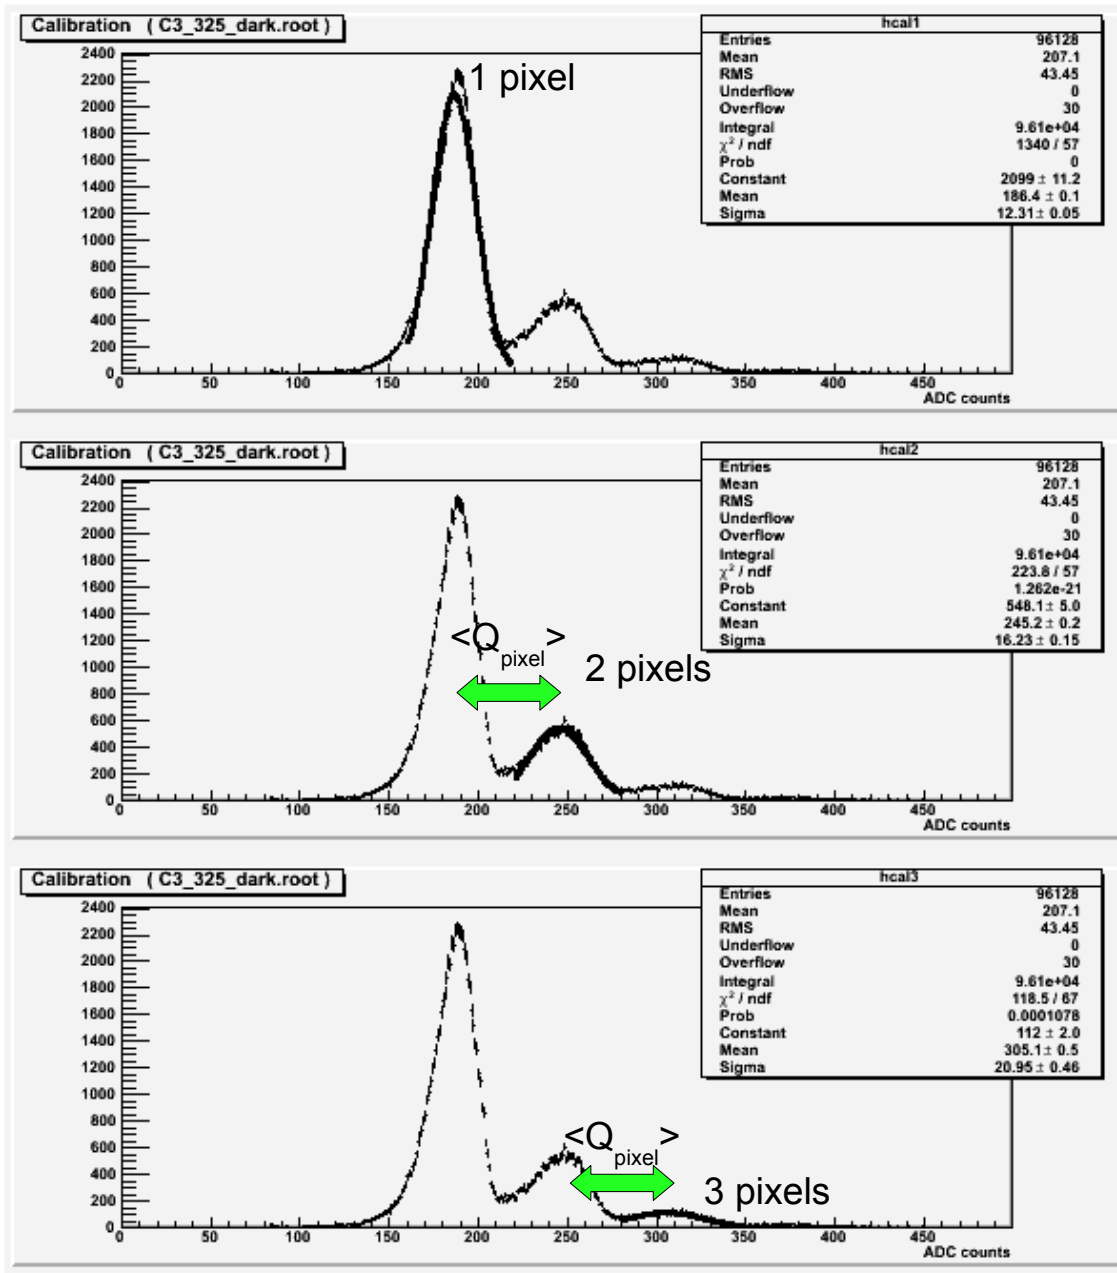 Calibration ( C3_325_dark.root )
hcal1
Entries 96128
Mean 207.1
RMS 43.45
Underflow 0
Overflow 30
Integral 9.61e+04
χ² / ndf 1340 / 57
Prob 0
Constant 2099 ± 11.2
Mean 186.4 ± 0.1
Sigma 12.31 ± 0.05
1 pixel
2400
2200
2000
1800
1600
1400
1200
1000
800
600
400
200
0
0 50 100 150 200 250 300 350 400 450
ADC counts
Calibration ( C3_325_dark.root )
hcal2
Entries 96128
Mean 207.1
RMS 43.45
Underflow 0
Overflow 30
Integral 9.61e+04
χ² / ndf 223.8 / 57
Prob 1.262e-21
Constant 548.1 ± 5.0
Mean 245.2 ± 0.2
Sigma 16.23 ± 0.15
<Qpixel>
2 pixels
2400
2200
2000
1800
1600
1400
1200
1000
800
600
400
200
0
0 50 100 150 200 250 300 350 400 450
ADC counts
Calibration ( C3_325_dark.root )
hcal3
Entries 96128
Mean 207.1
RMS 43.45
Underflow 0
Overflow 30
Integral 9.61e+04
χ² / ndf 118.5 / 67
Prob 0.0001078
Constant 112 ± 2.0
Mean 305.1 ± 0.5
Sigma 20.95 ± 0.46
<Qpixel>
3 pixels
2400
2200
2000
1800
1600
1400
1200
1000
800
600
400
200
0
0 50 100 150 200 250 300 350 400 450
ADC counts